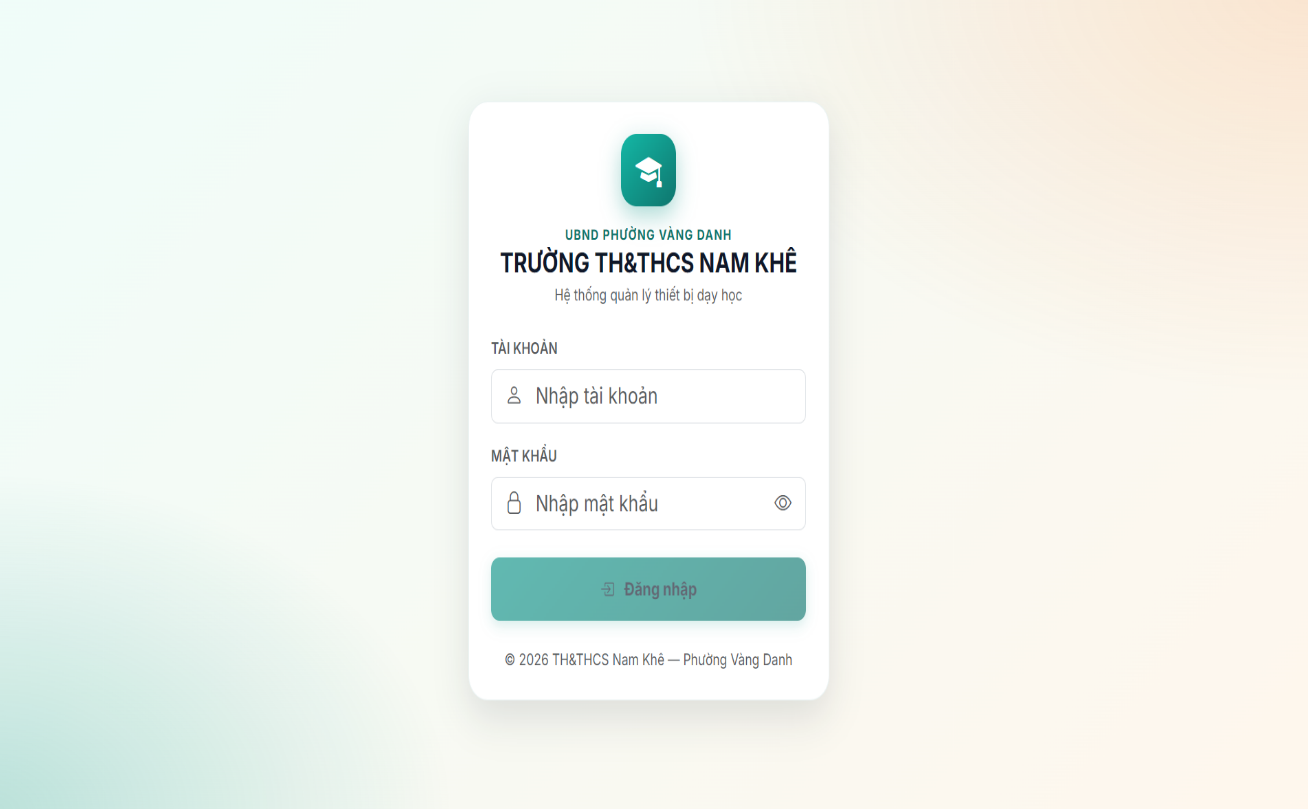 UBND PHƯỜNG VÀNG DANH
TRƯỜNG TH&THCS NAM KHÊ
Hệ thống quản lý thiết bị dạy học
TÀI KHOẢN
Nhập tài khoản
MẬT KHẨU
Nhập mật khẩu
Đăng nhập
© 2026 TH&THCS Nam Khê — Phường Vàng Danh